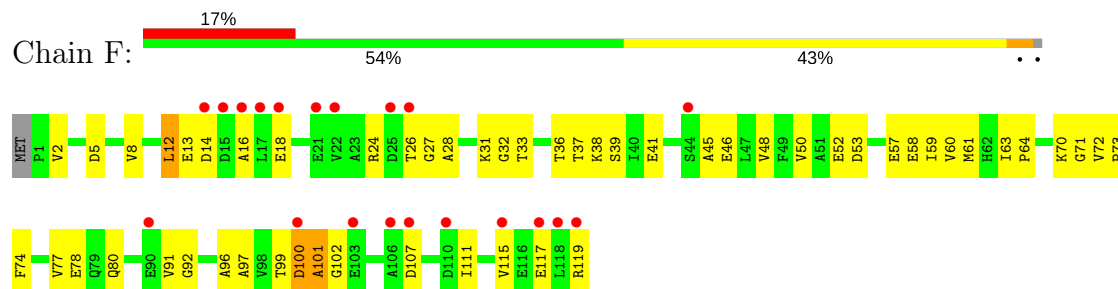 17%
Chain F:
54% 43% . .
MET P1 V2 D5 V8 L12 E13 D14 D15 A16 L17 E18 E21 V22 A23 R24 D25 T26 G27 A28 K31 G32 T33 T36 T37 K38 S39 I40 E41 S44 A45 E46 L47 V48 F49 V50 A51 E52 D53 E57 E58 I59 V60 M61 H62 I63 P64 K70 G71 V72
F74 V77 E78 Q79 Q80 E90 V91 G92 A96 A97 V98 T99 D100 A101 G102 E103 A106 D107 D110 I111 V115 E116 E117 L118 R119